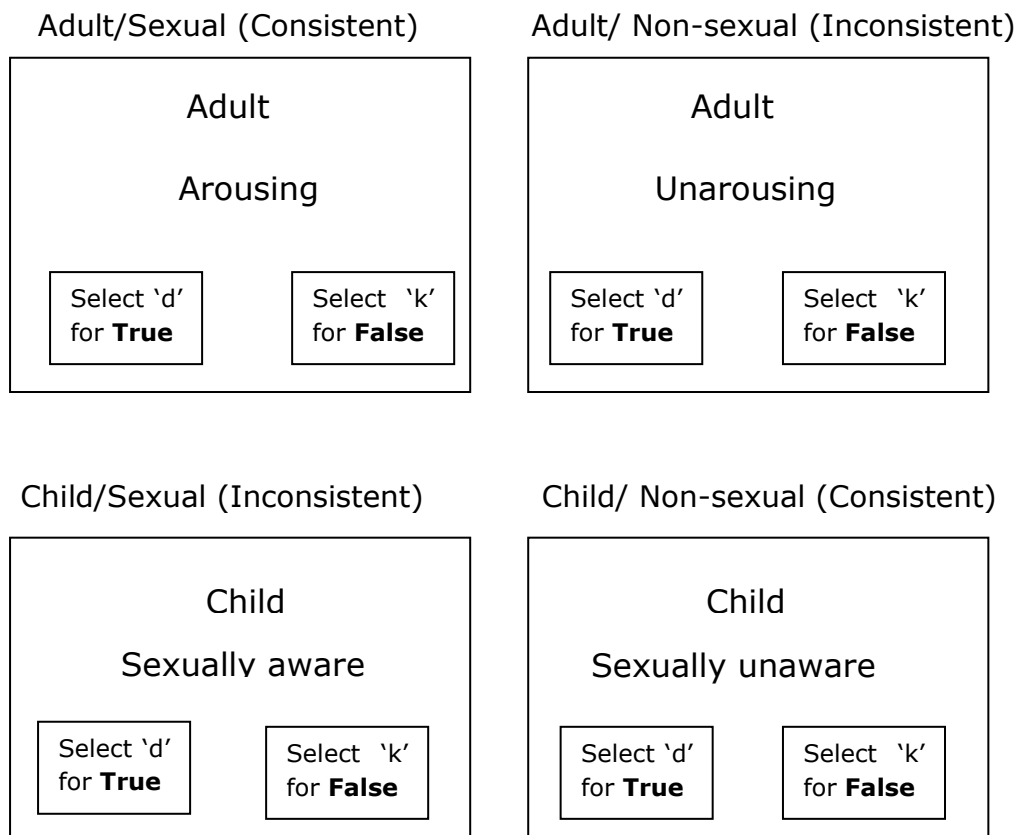 Adult/Sexual (Consistent)
Adult/ Non-sexual (Inconsistent)
Adult
Arousing
Select ‘d’
for True
Select ‘k’
for False
Adult
Unarousing
Select ‘d’
for True
Select ‘k’
for False
Child/Sexual (Inconsistent)
Child/ Non-sexual (Consistent)
Child
Sexually aware
Select ‘d’
for True
Select ‘k’
for False
Child
Sexually unaware
Select ‘d’
for True
Select ‘k’
for False